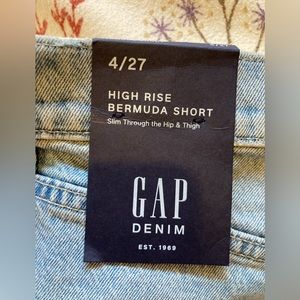 4/27
HIGH RISE
BERMUDA SHORT
Slim Through the Hip & Thigh
GAP
DENIM
EST. 1969